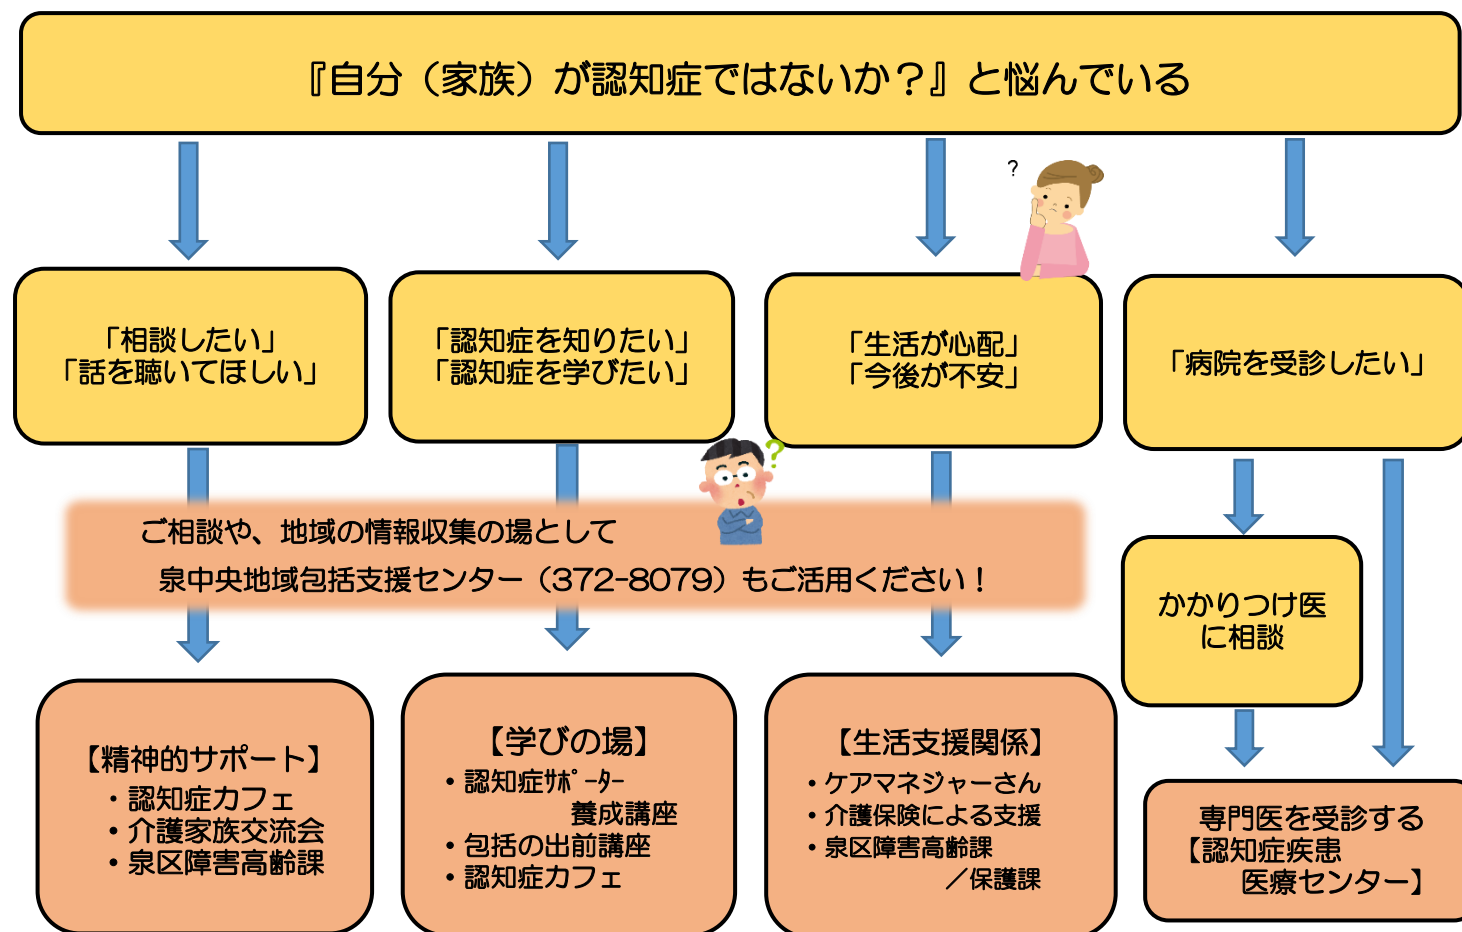 『自分（家族）が認知症ではないか？』と悩んでいる
?
「相談したい」
「話を聴いてほしい」
「認知症を知りたい」
「認知症を学びたい」
「生活が心配」
「今後が不安」
「病院を受診したい」
?
ご相談や、地域の情報収集の場として
泉中央地域包括支援センター（372-8079）もご活用ください！
かかりつけ医
に相談
【精神的サポート】
・認知症カフェ
・介護家族交流会
・泉区障害高齢課
【学びの場】
・認知症ｻﾎﾟｰﾀｰ
養成講座
・包括の出前講座
・認知症カフェ
【生活支援関係】
・ケアマネジャーさん
・介護保険による支援
・泉区障害高齢課
／保護課
専門医を受診する
【認知症疾患
医療センター】